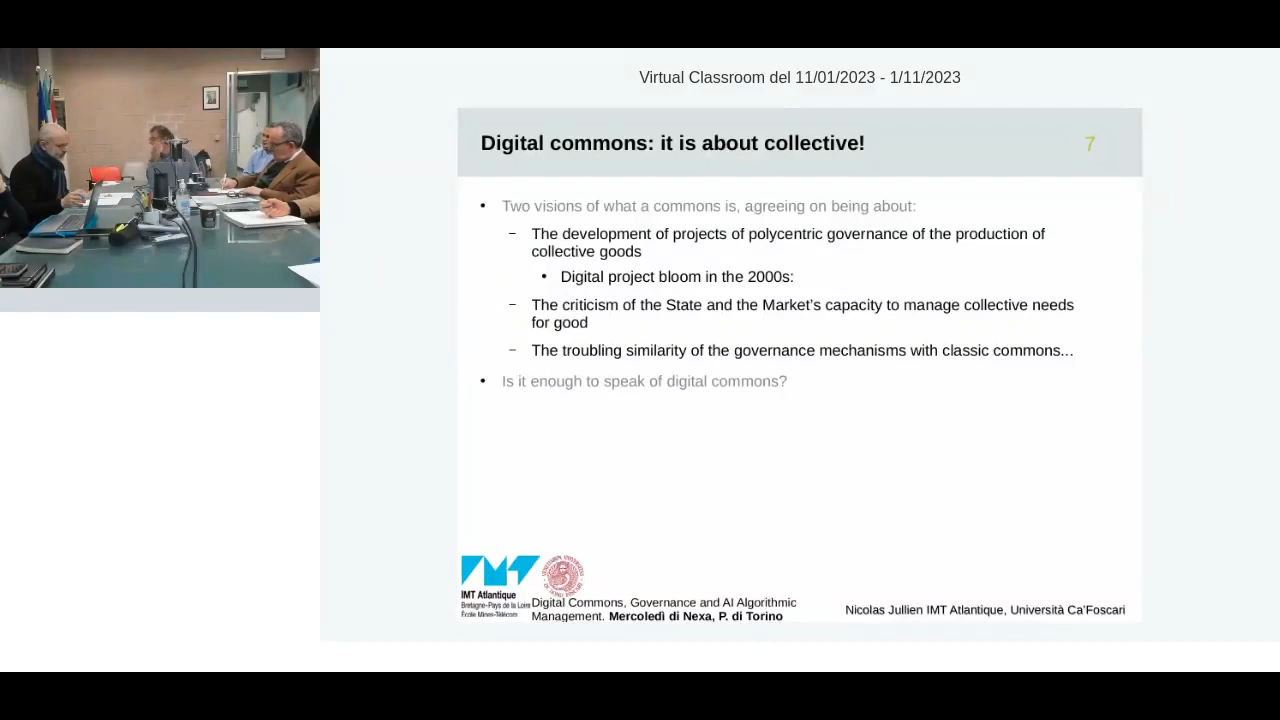 Virtual Classroom del 11/01/2023 - 1/11/2023
Digital commons: it is about collective!
7
• Two visions of what a commons is, agreeing on being about:
– The development of projects of polycentric governance of the production of
collective goods
• Digital project bloom in the 2000s:
– The criticism of the State and the Market's capacity to manage collective needs
for good
– The troubling similarity of the governance mechanisms with classic commons...
• Is it enough to speak of digital commons?
IMT Atlantique
Bretagne-Pays de la Loire
École Mines-Télécom
Digital Commons, Governance and AI Algorithmic
Management. Mercoledì di Nexa, P. di Torino
Nicolas Jullien IMT Atlantique, Università Ca'Foscari